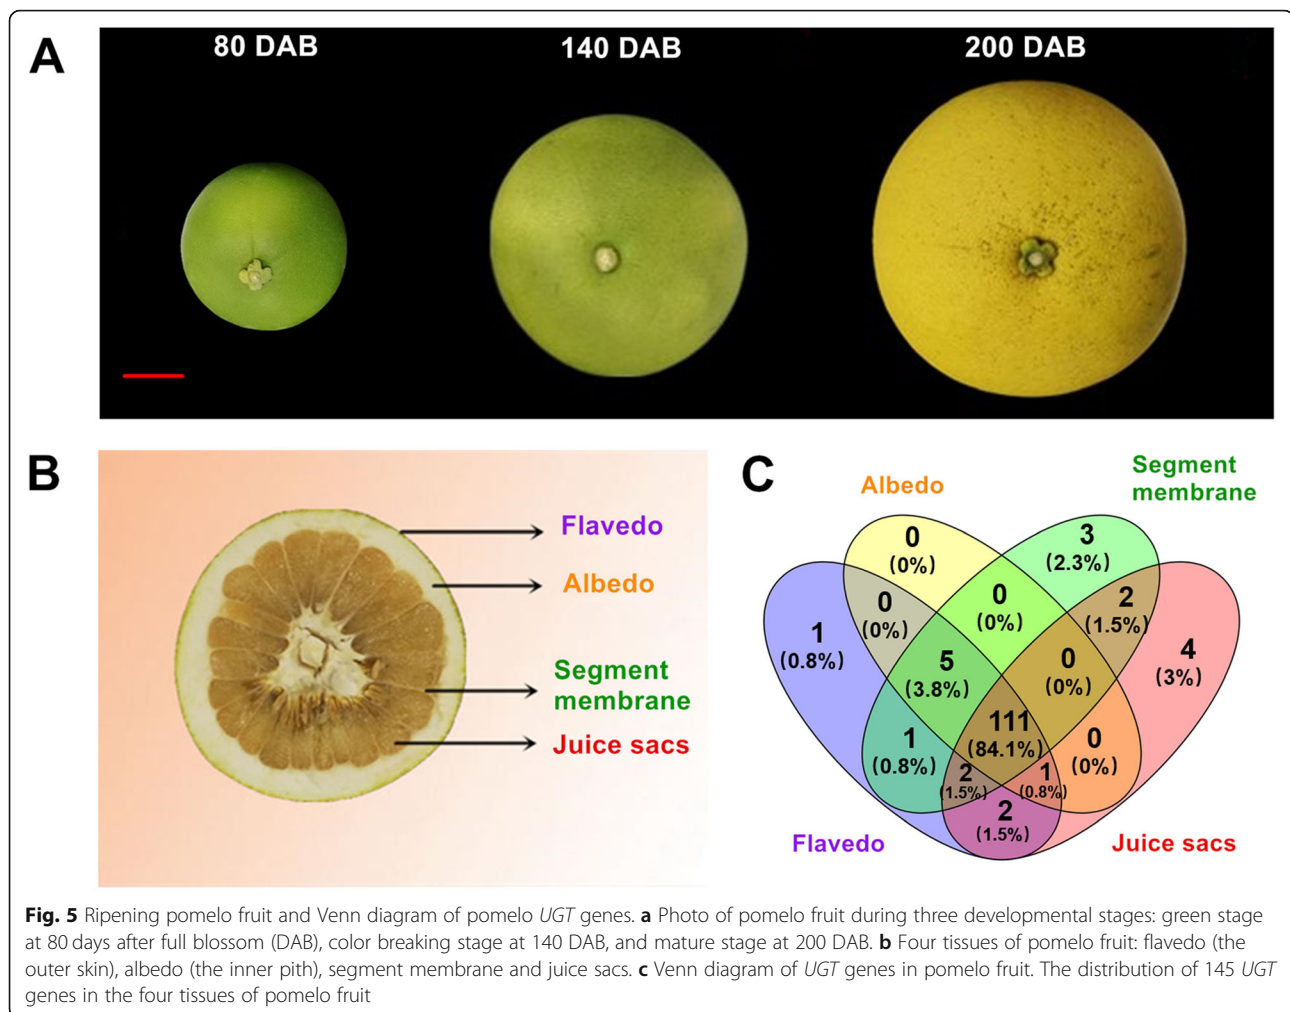 A
80 DAB
140 DAB
200 DAB
B
Flavedo
Albedo
Segment
membrane
Juice sacs
C
Albedo
Segment
membrane
0
(0%)
3
(2.3%)
0
(0%)
0
(0%)
2
(1.5%)
1
(0.8%)
5
(3.8%)
0
(0%)
4
(3%)
111
(84.1%)
1
(0.8%)
0
(0%)
2
(1.5%)
1
(0.8%)
2
(1.5%)
Flavedo
Juice sacs
Fig. 5 Ripening pomelo fruit and Venn diagram of pomelo UGT genes. a Photo of pomelo fruit during three developmental stages: green stage
at 80 days after full blossom (DAB), color breaking stage at 140 DAB, and mature stage at 200 DAB. b Four tissues of pomelo fruit: flavedo (the
outer skin), albedo (the inner pith), segment membrane and juice sacs. c Venn diagram of UGT genes in pomelo fruit. The distribution of 145 UGT
genes in the four tissues of pomelo fruit